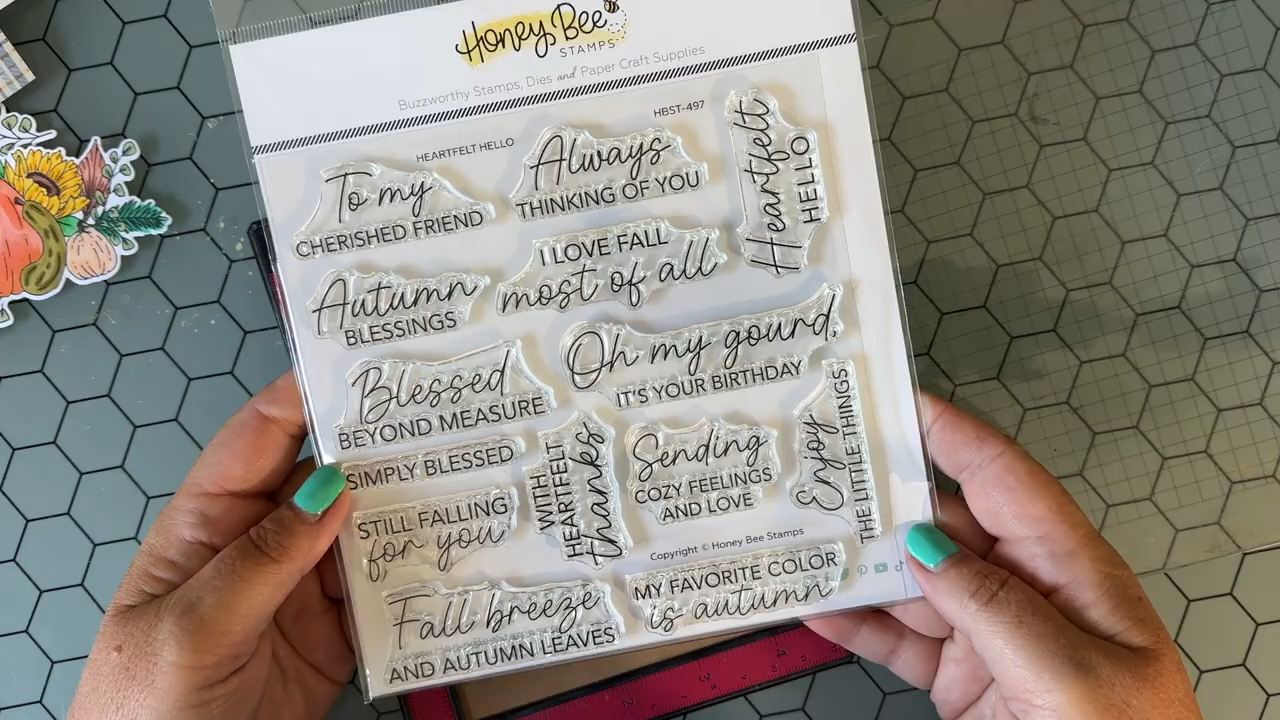 Honey Bee
STAMPS
Buzzworthy Stamps, Dies and Paper Craft Supplies
HEARTFELT HELLO
HBST-497
To my
CHERISHED FRIEND
Always
THINKING OF YOU
Heartfelt
HELLO
Autumn
BLESSINGS
I LOVE FALL
most of all
Oh my gourd,
IT'S YOUR BIRTHDAY
Blessed
BEYOND MEASURE
SIMPLY BLESSED
WITH
HEARTFELT
thanks
Sending
COZY FEELINGS
AND LOVE
Enjoy
THE LITTLE THINGS
STILL FALLING
for you
Copyright © Honey Bee Stamps
Fall breeze
AND AUTUMN LEAVES
MY FAVORITE COLOR
is autumn
2
3
4